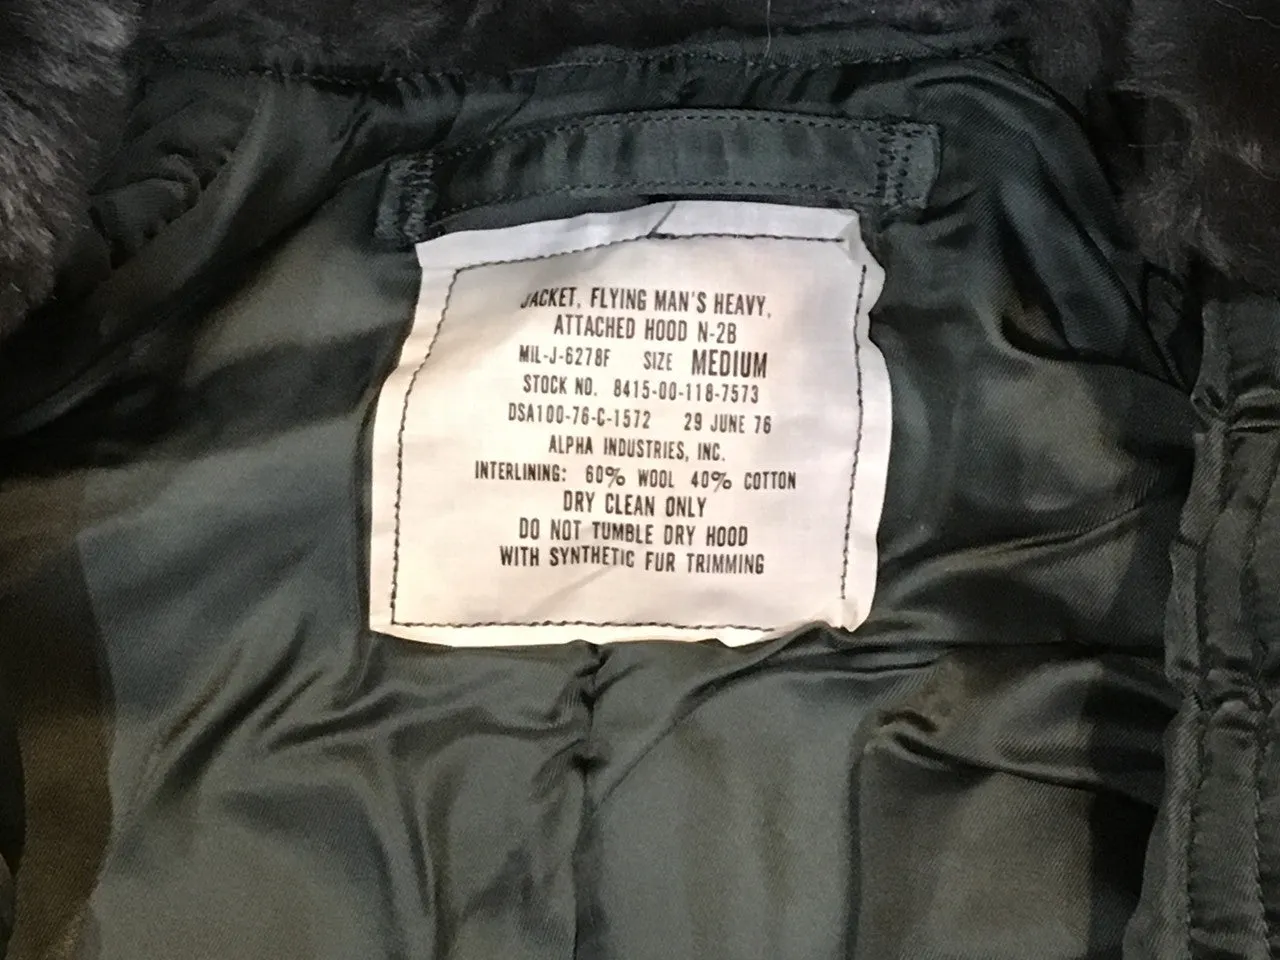 JACKET, FLYING MAN'S HEAVY,
ATTACHED HOOD N-2B
MIL-J-6278F SIZE MEDIUM
STOCK NO. 8415-00-118-7573
DSA100-76-C-1572 29 JUNE 76
ALPHA INDUSTRIES, INC.
INTERLINING: 60% WOOL 40% COTTON
DRY CLEAN ONLY
DO NOT TUMBLE DRY HOOD
WITH SYNTHETIC FUR TRIMMING